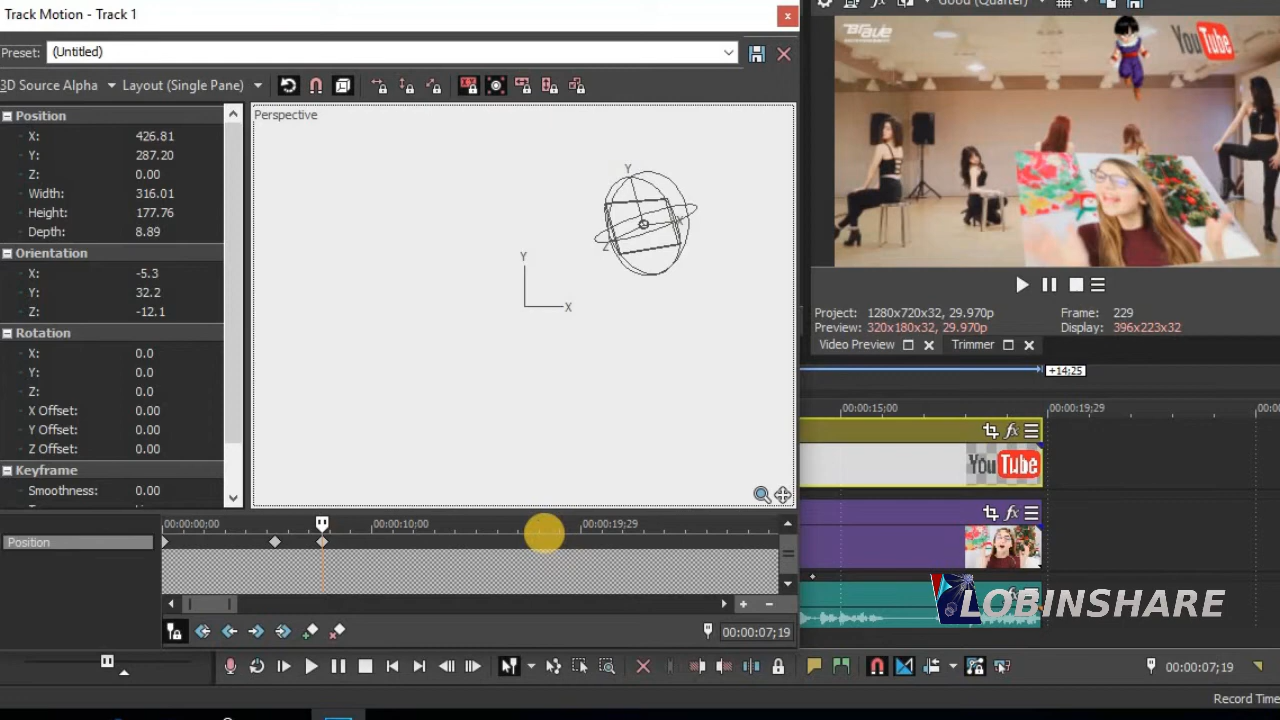 Track Motion - Track 1
Preset: (Untitled)
3D Source Alpha Layout (Single Pane)
Position
X: 426.81
Y: 287.20
Z: 0.00
Width: 316.01
Height: 177.76
Depth: 8.89
Orientation
X: -5.3
Y: 32.2
Z: -12.1
Rotation
X: 0.0
Y: 0.0
Z: 0.0
X Offset: 0.00
Y Offset: 0.00
Z Offset: 0.00
Keyframe
Smoothness: 0.00
Perspective
Y
X
Z
Y
X
00:00:00;00 00:00:10;00 00:00:19;29
Position
00:00:07;19
Good (Quarter)
Brave
YouTube
Project: 1280x720x32, 29.970p
Preview: 320x180x32, 29.970p
Frame: 229
Display: 396x223x32
Video Preview Trimmer
+14;25
00:00:15;00 00:00:19;29 00:00
YouTube
LOBINSHARE
00:00:07;19
Record Time